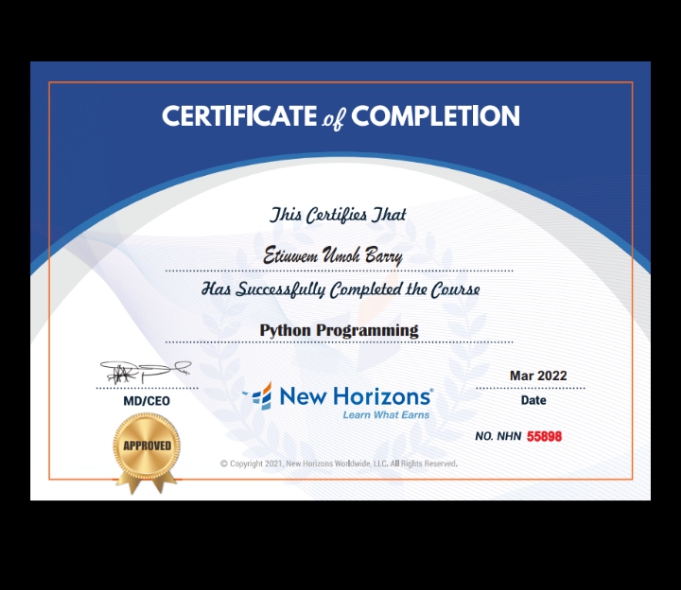 CERTIFICATE of COMPLETION
This Certifies That
Etiuwem Umoh Barry
Has Successfully Completed the Course
Python Programming
Mar 2022
MD/CEO
New Horizons®
Learn What Earns
Date
APPROVED
NO. NHN 55898
© Copyright 2021, New Horizons Worldwide, LLC. All Rights Reserved.